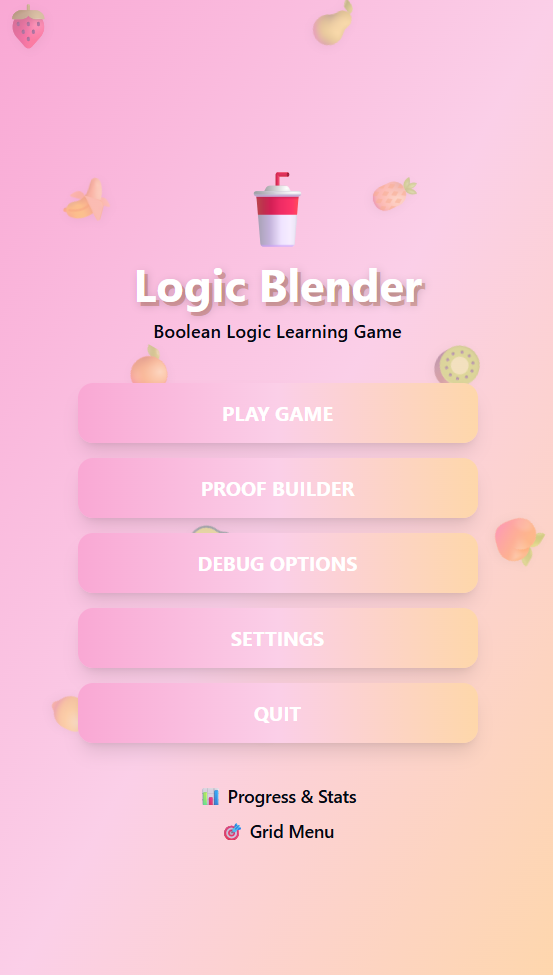 Logic Blender
Boolean Logic Learning Game
PLAY GAME
PROOF BUILDER
DEBUG OPTIONS
SETTINGS
QUIT
Progress & Stats
Grid Menu